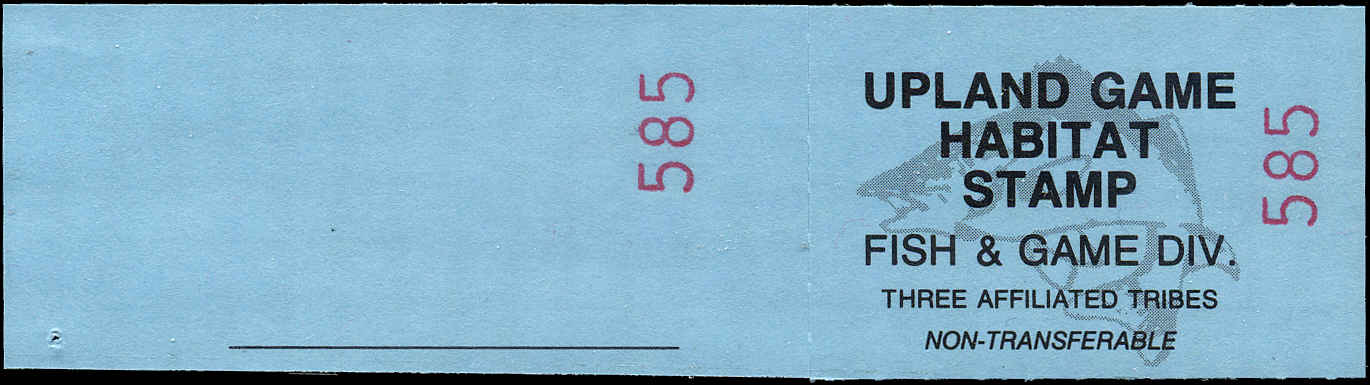 585
UPLAND GAME
HABITAT
STAMP
FISH & GAME DIV.
THREE AFFILIATED TRIBES
NON-TRANSFERABLE
585